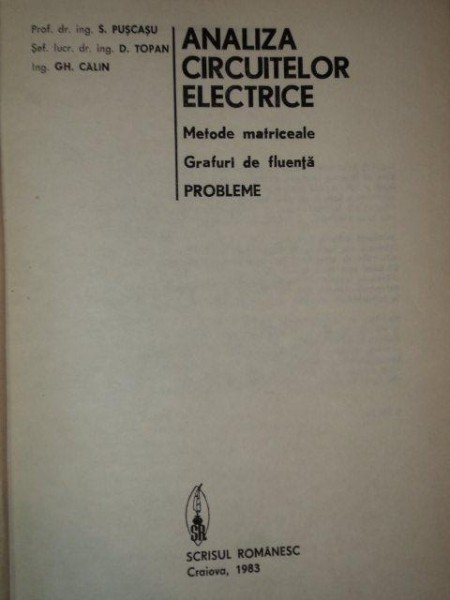 Prof. dr. ing. S. PUŞCAŞU
Şef. lucr. dr. ing. D. TOPAN
Ing. GH. CALIN
ANALIZA
CIRCUITELOR
ELECTRICE
Metode matriceale
Grafuri de fluenţă
PROBLEME
SR
SCRISUL ROMÂNESC
Craiova, 1983